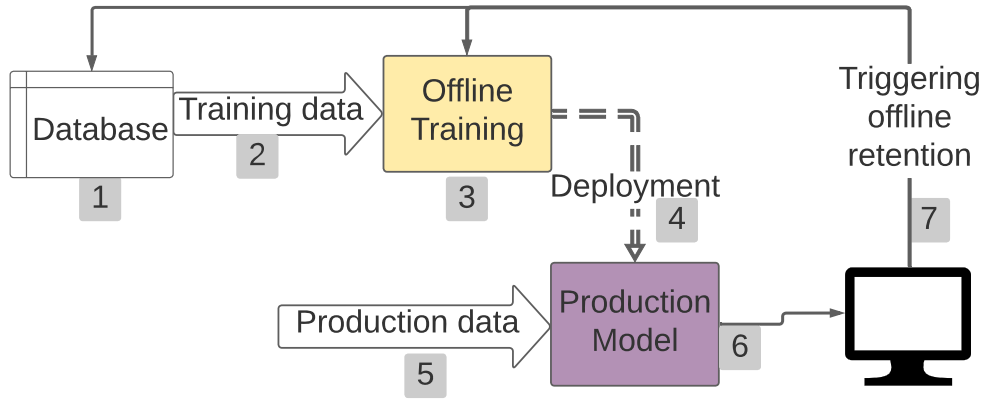 Database
1
Training data
2
Offline
Training
3
Deployment
4
Production data
5
Production
Model
6
Triggering
offline
retention
7